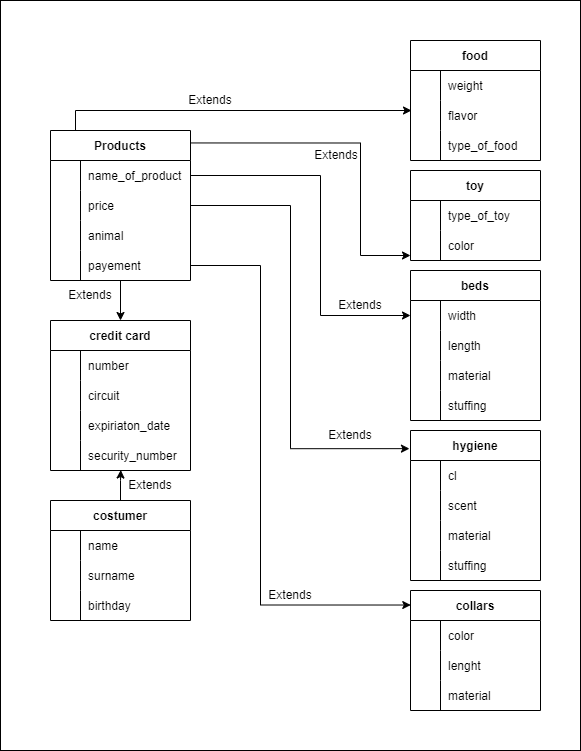 food
weight
flavor
type_of_food
Extends
Products
name_of_product
price
animal
payement
Extends
toy
type_of_toy
color
beds
width
length
material
stuffing
Extends
Extends
credit card
number
circuit
expiriaton_date
security_number
Extends
hygiene
cl
scent
material
stuffing
Extends
costumer
name
surname
birthday
Extends
collars
color
lenght
material